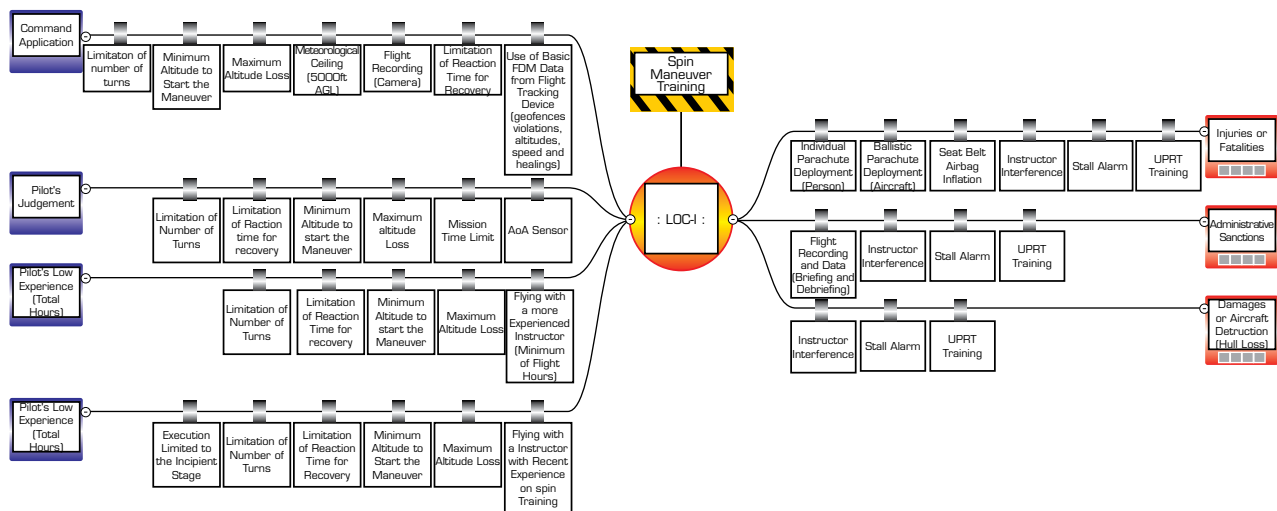 Command
Application
Limitaton of
number of
turns
Minimum
Altitude to
Start the
Maneuver
Maximum
Altitude Loss
Meteorological
Ceiling
(5000ft
AGL)
Flight
Recording
(Camera)
Limitation
of Reaction
Time for
Recovery
Use of Basic
FDM Data
from Flight
Tracking
Device
(geofences
violations,
altitudes,
speed and
healings)
Spin
Maneuver
Training
Pilot's
Judgement
Limitation of
Number of
Turns
Limitation
of Raction
time for
recovery
Minimum
Altitude to
start the
Maneuver
Maximum
altitude
Loss
Mission
Time Limit
AoA Sensor
: LOC-I :
Pilot's Low
Experience
(Total
Hours)
Limitation of
Number of
Turns
Limitation
of Reaction
Time for
recovery
Minimum
Altitude to
start the
Maneuver
Maximum
Altitude Loss
Flying with
a more
Experienced
Instructor
(Minimum
of Flight
Hours)
Pilot's Low
Experience
(Total
Hours)
Execution
Limited to
the Incipient
Stage
Limitation of
Number of
Turns
Limitation
of Reaction
Time for
Recovery
Minimum
Altitude to
Start the
Maneuver
Maximum
Altitude Loss
Flying with
a Instructor
with Recent
Experience
on spin
Training
Individual
Parachute
Deployment
(Person)
Ballistic
Parachute
Deployment
(Aircraft)
Seat Belt
Airbag
Inflation
Instructor
Interference
Stall Alarm
UPRT
Training
Injuries or
Fatalities
Flight
Recording
and Data
(Briefing and
Debriefing)
Instructor
Interference
Stall Alarm
UPRT
Training
Administrative
Sanctions
Instructor
Interference
Stall Alarm
UPRT
Training
Damages
or Aircraft
Detruction
(Hull Loss)